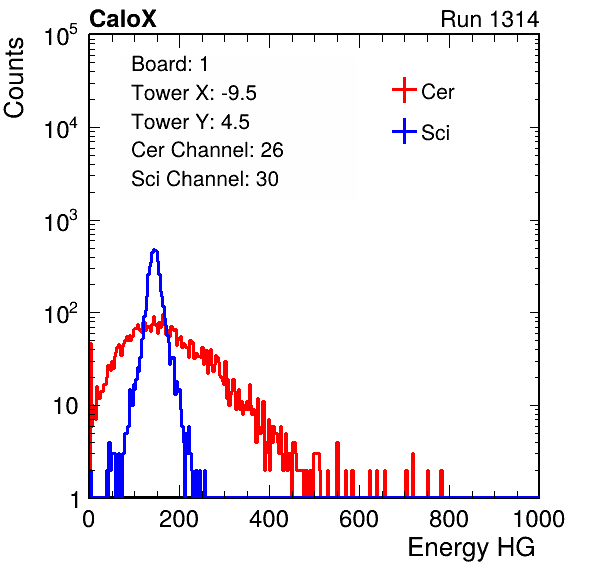 CaloX Run 1314
Counts
Board: 1
Tower X: -9.5
Tower Y: 4.5
Cer Channel: 26
Sci Channel: 30
Cer
Sci
10^5
10^4
10^3
10^2
10
1
0 200 400 600 800 1000
Energy HG